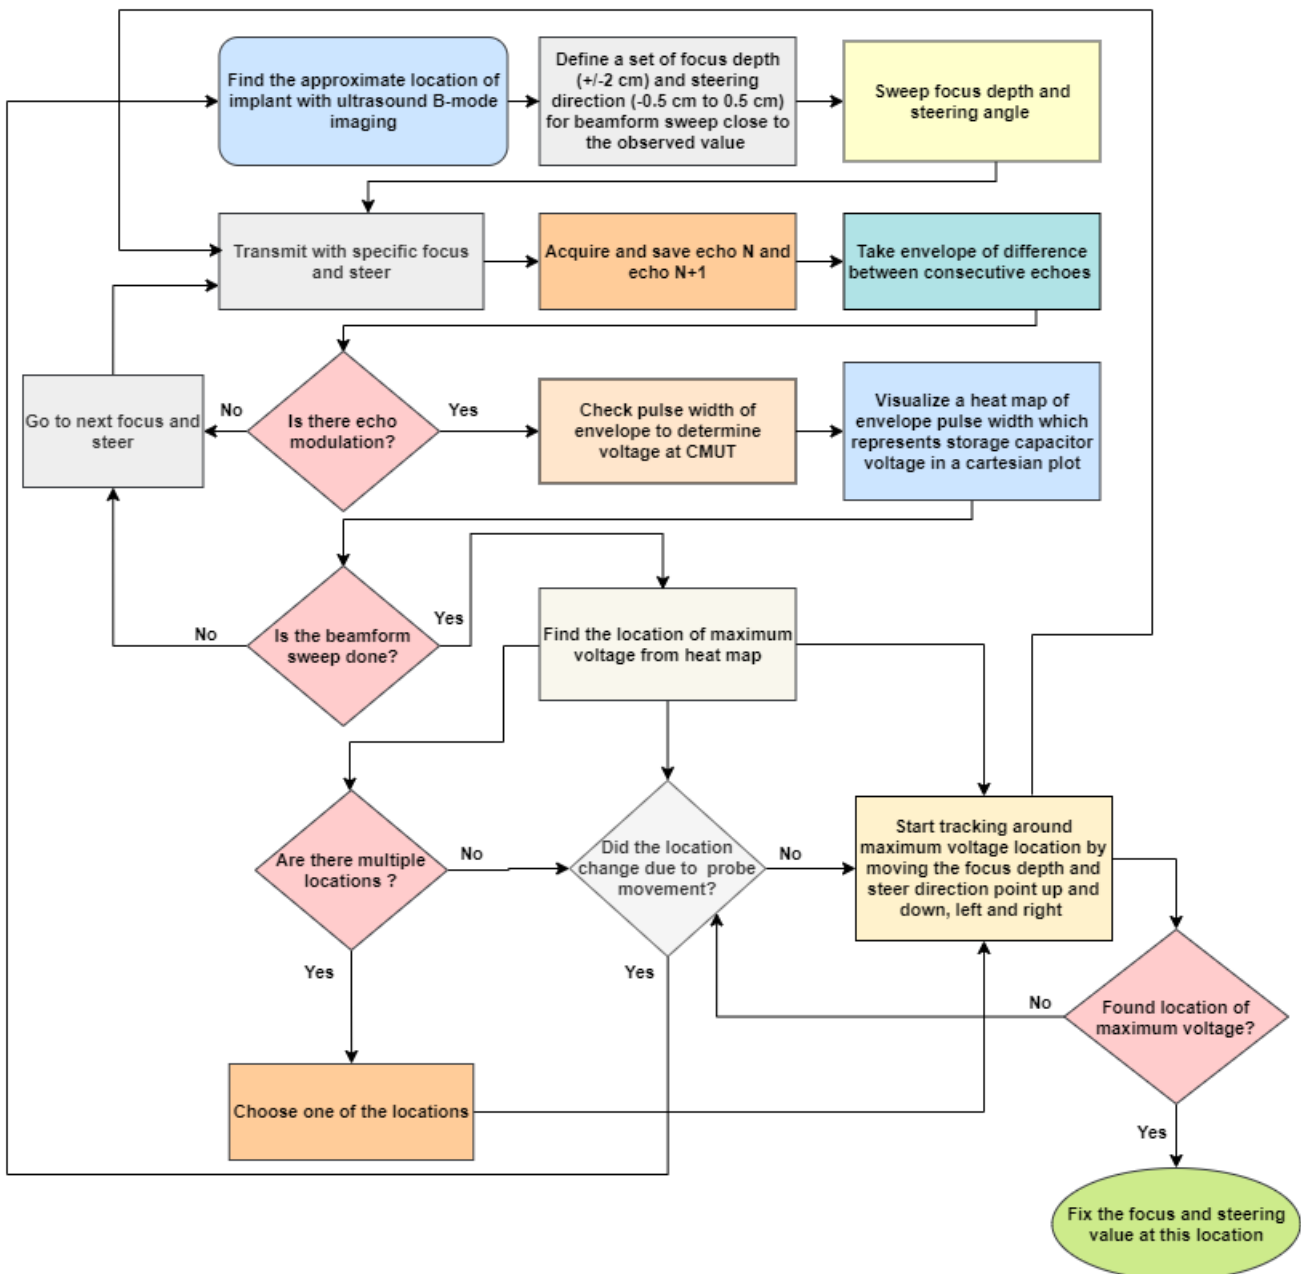 Find the approximate location of
implant with ultrasound B-mode
imaging
Define a set of focus depth
(+/-2 cm) and steering
direction (-0.5 cm to 0.5 cm)
for beamform sweep close to
the observed value
Sweep focus depth and
steering angle
Transmit with specific focus
and steer
Acquire and save echo N and
echo N+1
Take envelope of difference
between consecutive echoes
Go to next focus and
steer
No
Is there echo
modulation?
Yes
Check pulse width of
envelope to determine
voltage at CMUT
Visualize a heat map of
envelope pulse width which
represents storage capacitor
voltage in a cartesian plot
No
Is the beamform
sweep done?
Yes
Find the location of maximum
voltage from heat map
Are there multiple
locations ?
No
Did the location
change due to probe
movement?
No
Start tracking around
maximum voltage location by
moving the focus depth and
steer direction point up and
down, left and right
Yes
Yes
No
Found location of
maximum voltage?
Choose one of the locations
Yes
Fix the focus and steering
value at this location